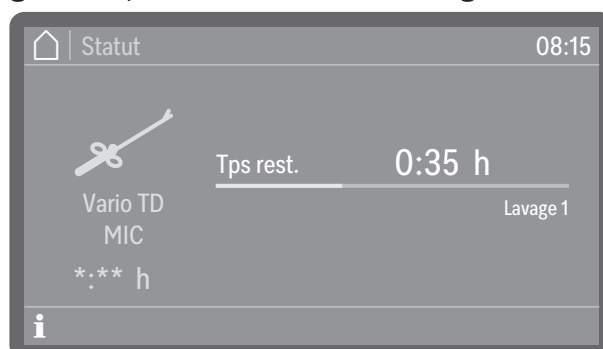 Statut 08:15
Tps rest. 0:35 h
Lavage 1
Vario TD
MIC
*:** h
i